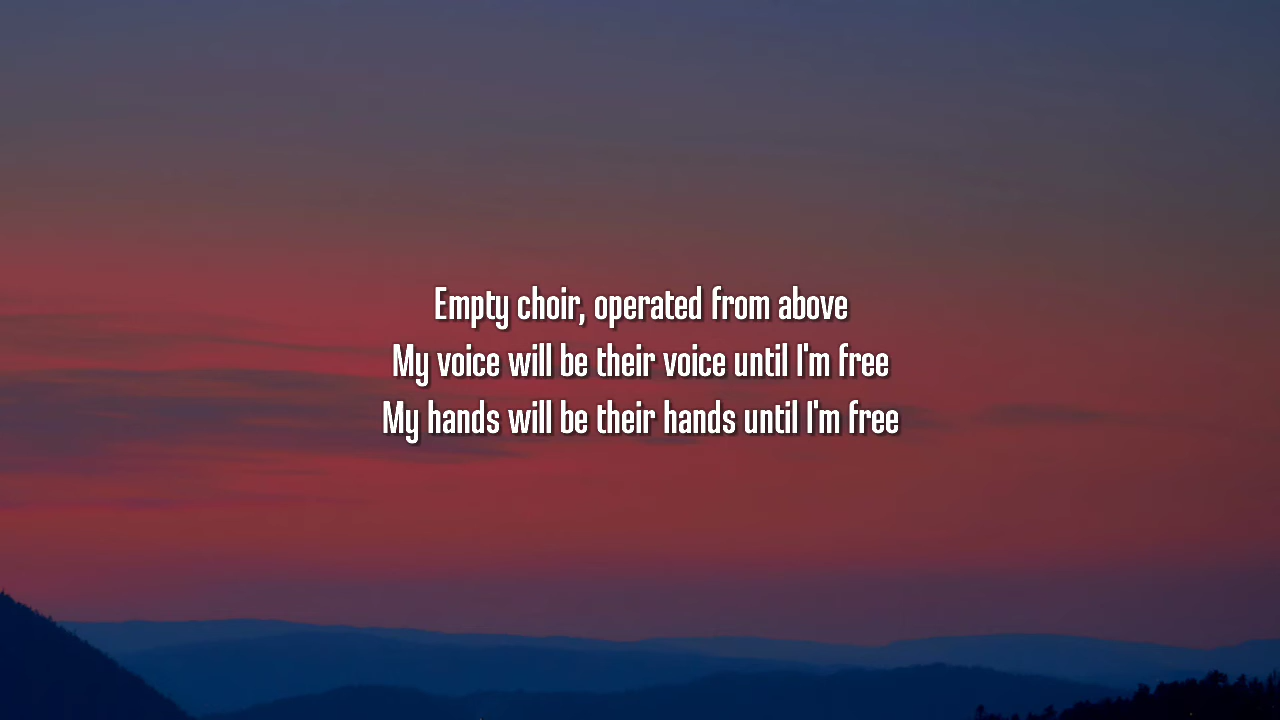 Empty choir, operated from above
My voice will be their voice until I'm free
My hands will be their hands until I'm free